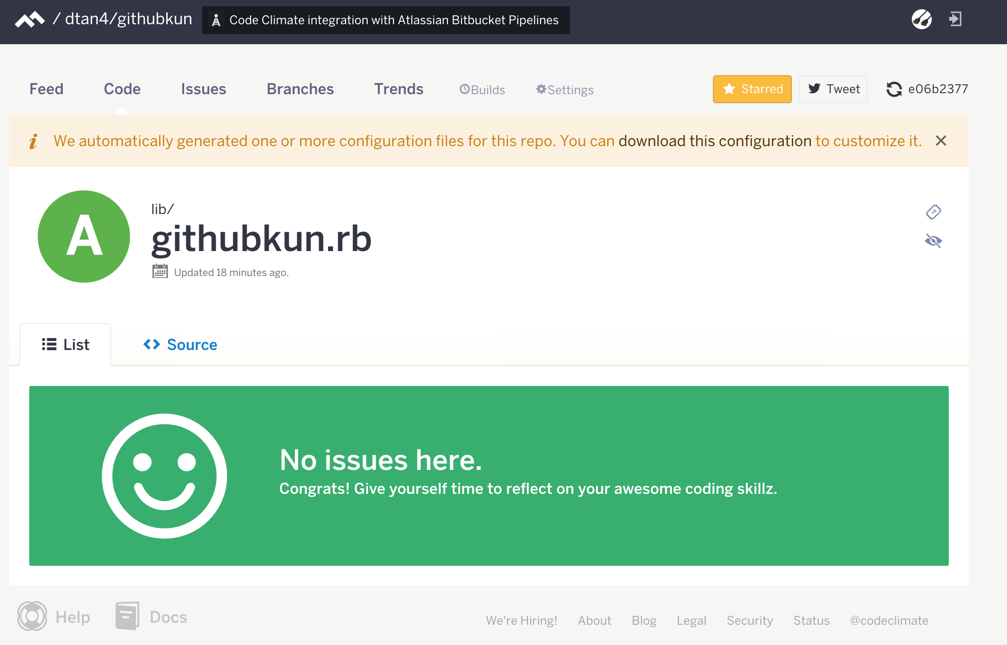 / dtan4/githubkun
Code Climate integration with Atlassian Bitbucket Pipelines
Feed Code Issues Branches Trends Builds Settings Starred Tweet e06b2377
i We automatically generated one or more configuration files for this repo. You can download this configuration to customize it. ×
A
lib/
githubkun.rb
Updated 18 minutes ago.
List Source
No issues here.
Congrats! Give yourself time to reflect on your awesome coding skillz.
Help Docs
We're Hiring! About Blog Legal Security Status @codeclimate